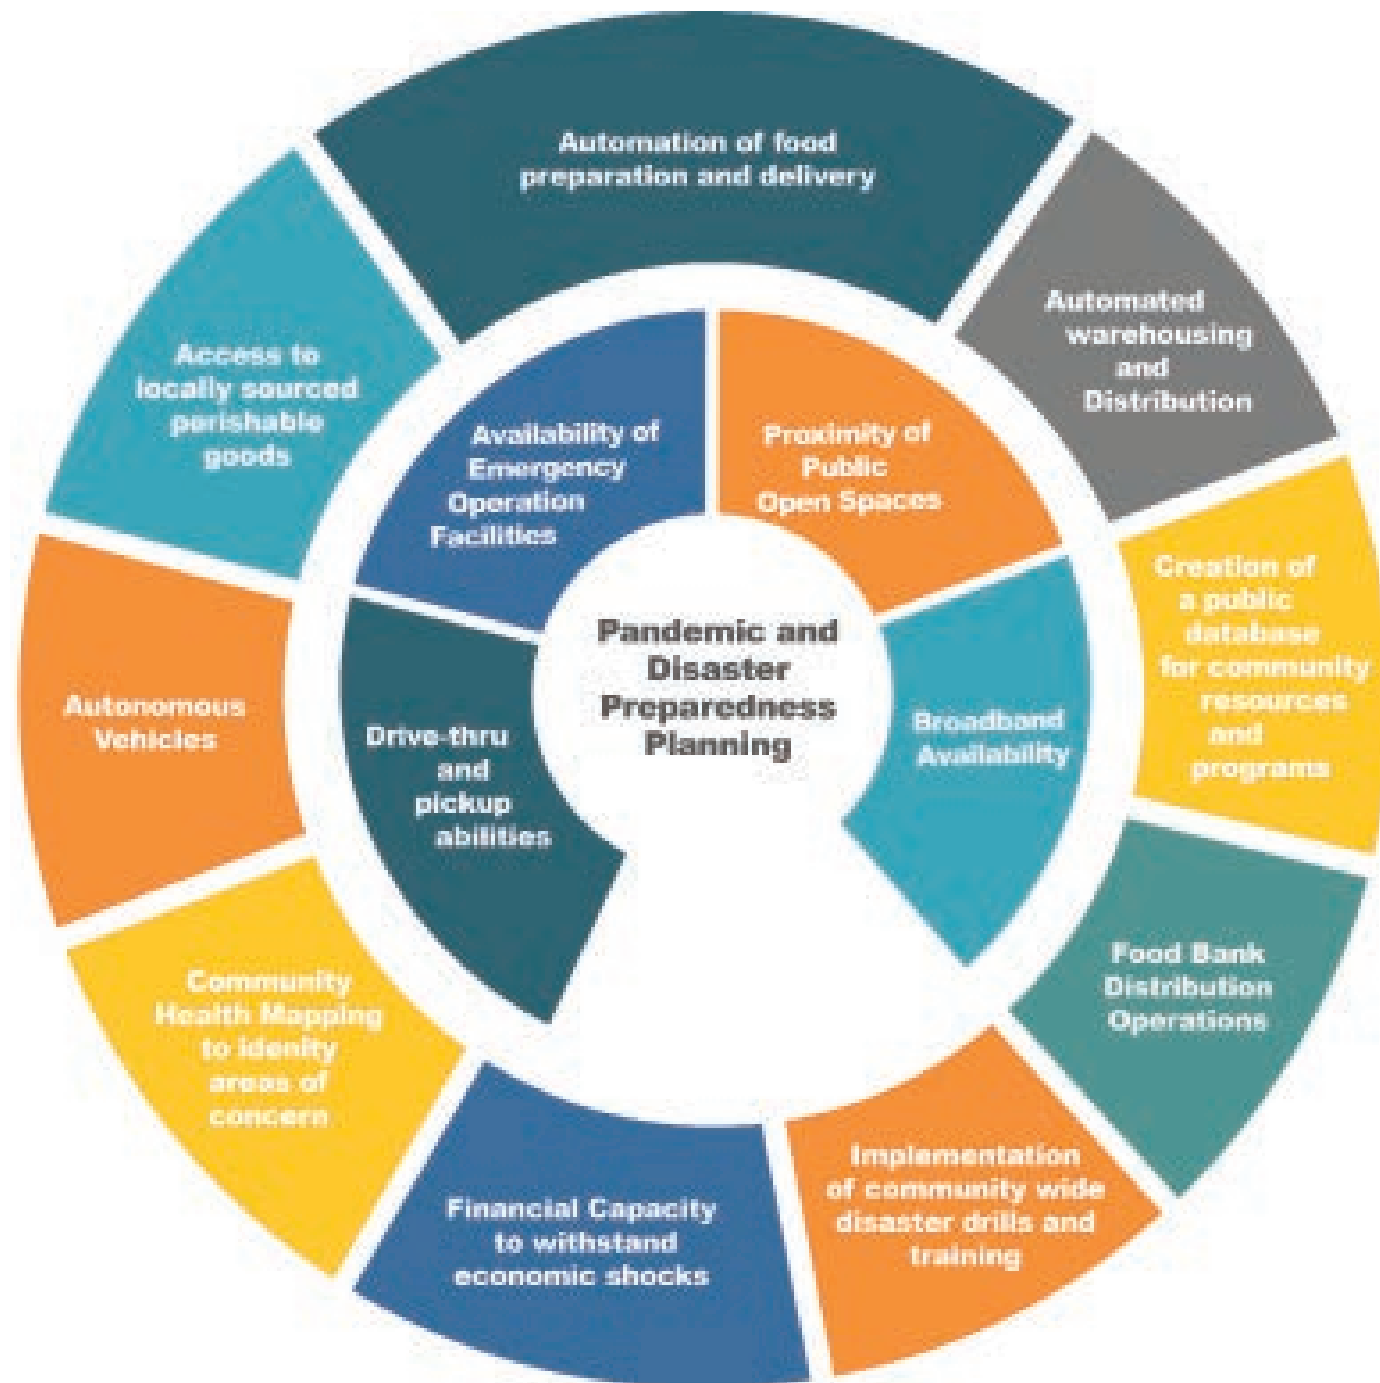 Automation of food
preparation and delivery
Automated
warehousing
and
Distribution
Creation of
a public
database
for community
resources
and
programs
Food Bank
Distribution
Operations
Implementation
of community wide
disaster drills and
training
Financial Capacity
to withstand
economic shocks
Community
Health Mapping
to idenity
areas of
concern
Autonomous
Vehicles
Access to
locally sourced
perishable
goods
Availability of
Emergency
Operation
Facilities
Proximity of
Public
Open Spaces
Broadband
Availability
Drive-thru
and
pickup
abilities
Pandemic and
Disaster
Preparedness
Planning